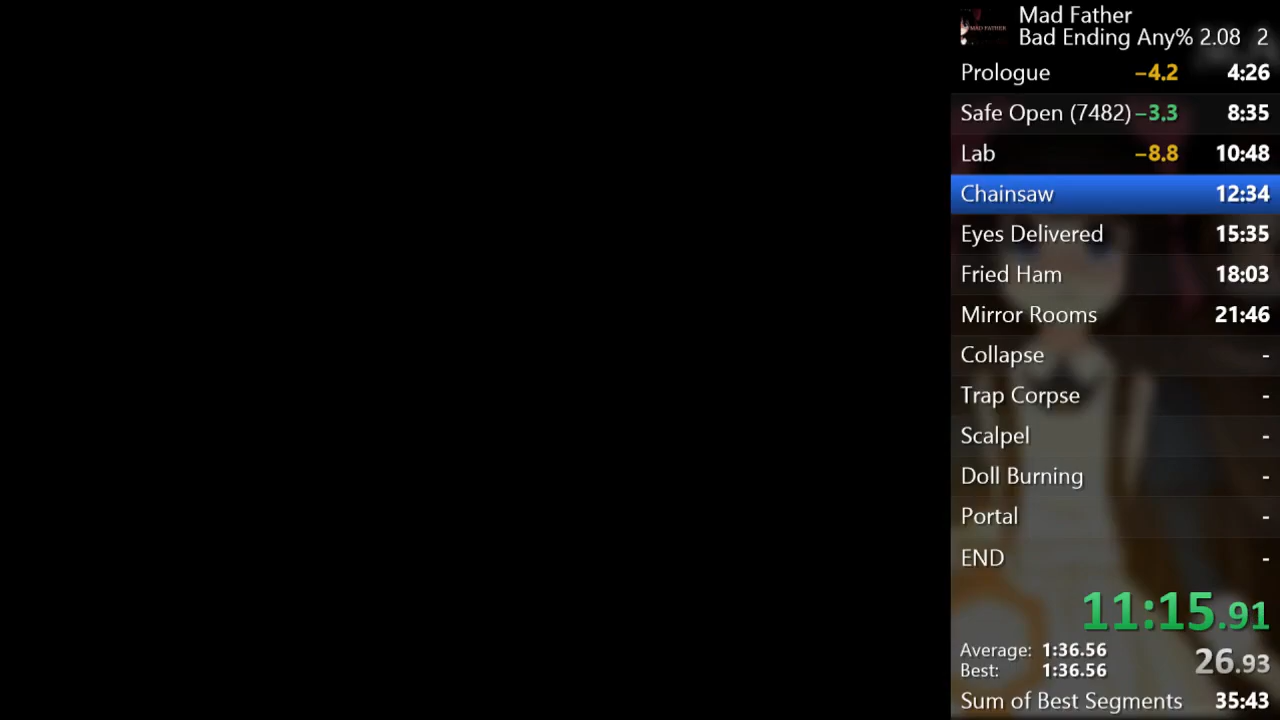 Mad Father
Bad Ending Any% 2.08 2
Prologue −4.2 4:26
Safe Open (7482) −3.3 8:35
Lab −8.8 10:48
Chainsaw 12:34
Eyes Delivered 15:35
Fried Ham 18:03
Mirror Rooms 21:46
Collapse -
Trap Corpse -
Scalpel -
Doll Burning -
Portal -
END -
11:15.91
Average: 1:36.56
Best: 1:36.56
26.93
Sum of Best Segments 35:43
MAD FATHER